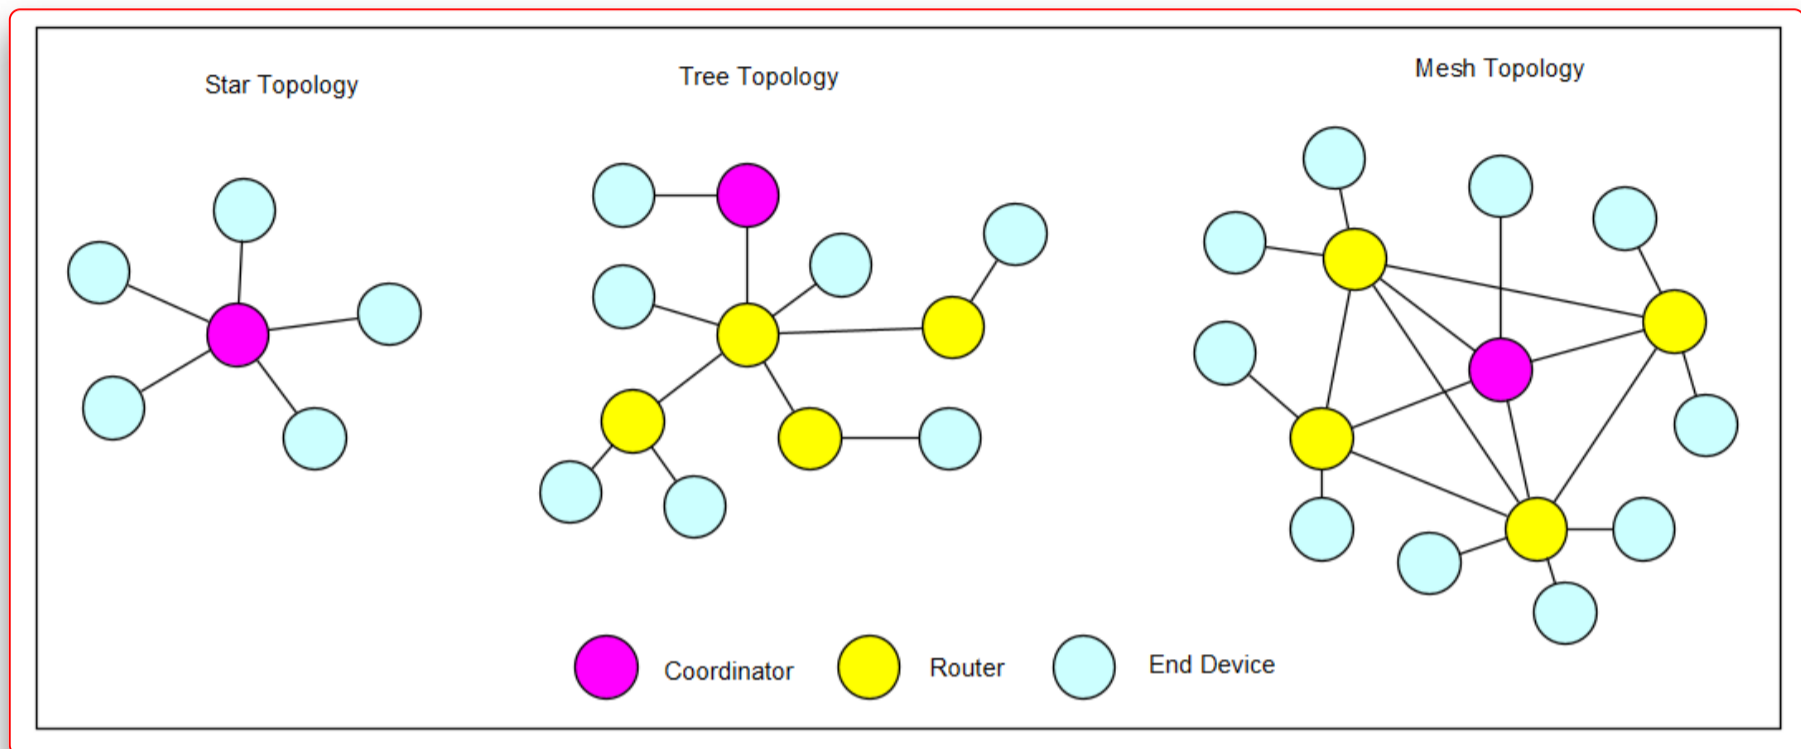 Star Topology
Tree Topology
Mesh Topology
Coordinator
Router
End Device